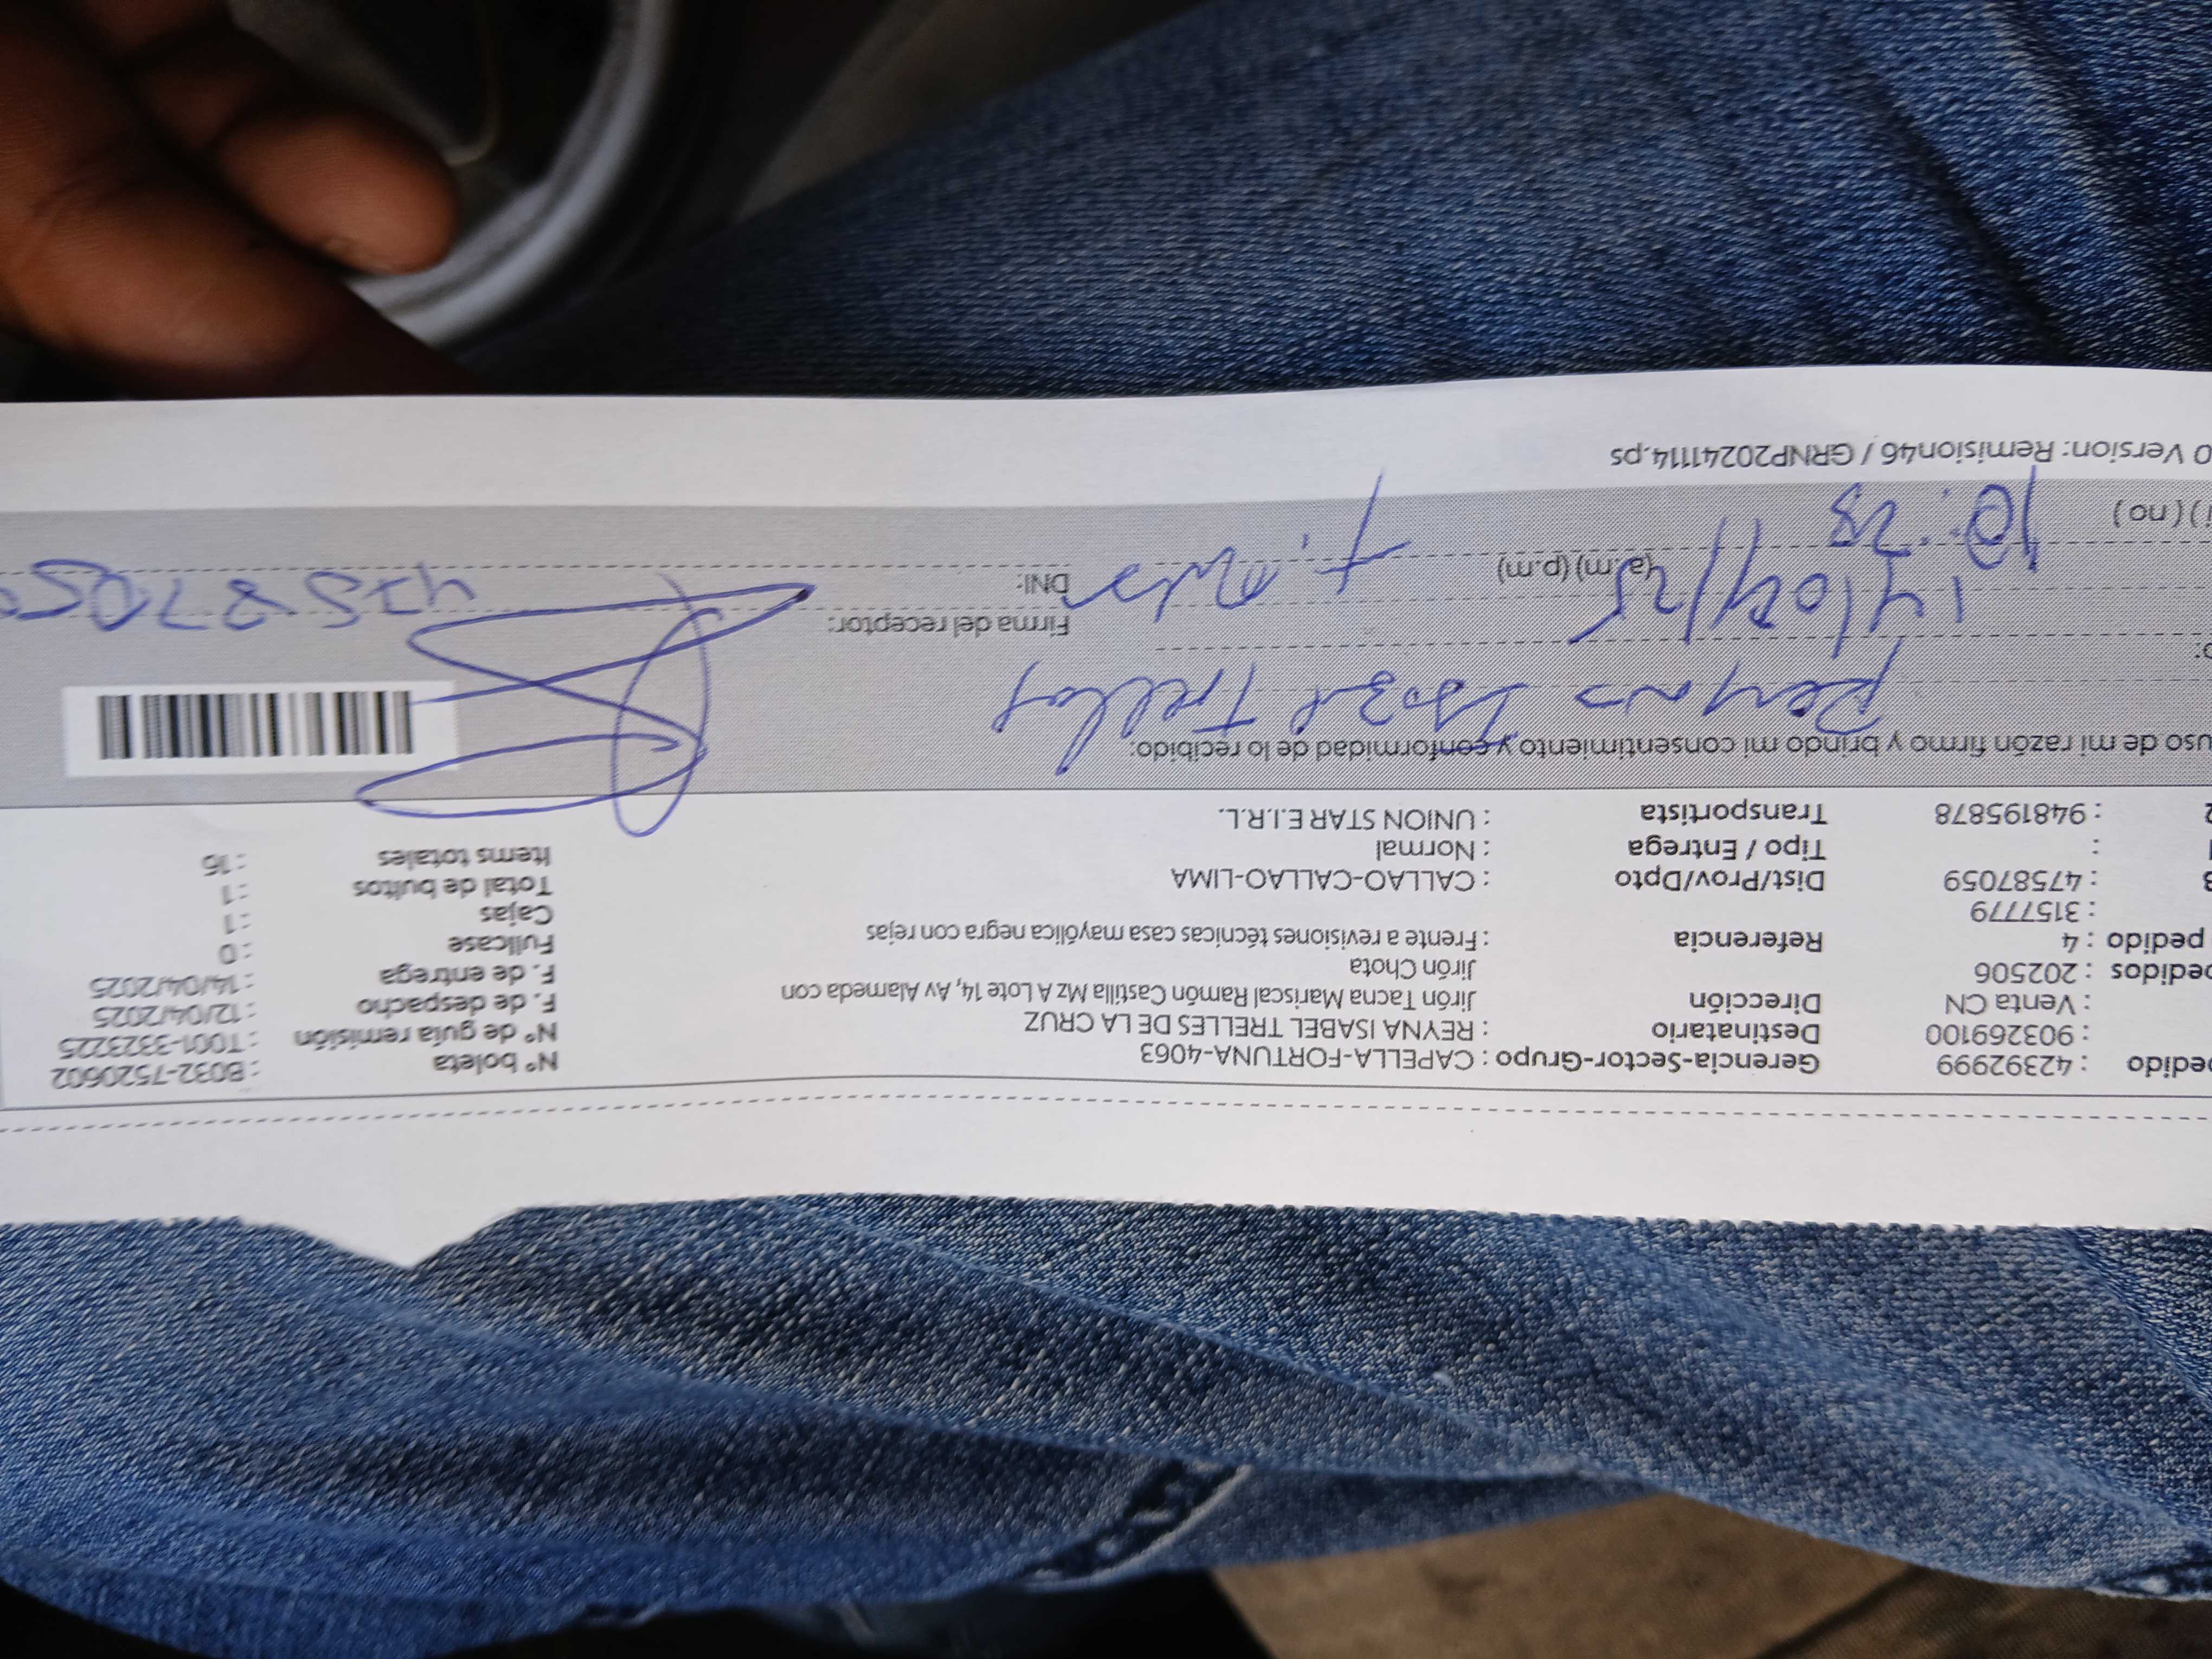 edido : 42392999 Gerencia-Sector-Grupo : CAPELLA-FORTUNA-4063 N° boleta : B032-7520602
: 903269100 Destinatario : REYNA ISABEL TRELLES DE LA CRUZ N° de guía remisión : T001-3323225
: Venta CN Dirección Jirón Tacna Mariscal Ramón Castilla Mz A Lote 14, Av Alameda con F. de despacho : 12/04/2025
edidos : 202506 Jirón Chota F. de entrega : 14/04/2025
pedido : 4 Referencia : Frente a revisiones técnicas casa mayólica negra con rejas Fullcase : 0
: 3157779 Cajas : 1
: 47587059 Dist/Prov/Dpto : CALLAO-CALLAO-LIMA Total de bultos : 1
: Tipo / Entrega : Normal Items totales : 16
: 948195878 Transportista : UNION STAR E.I.R.L.
uso de mi razón firmo y brindo mi consentimiento y conformidad de lo recibido:
Reyna Isabel Trelles
Firma del receptor:
14/04/25
(a.m) (p.m) DNI:
10:23
) ( no )
0 Version: Remision46 / GRNP20241114.ps